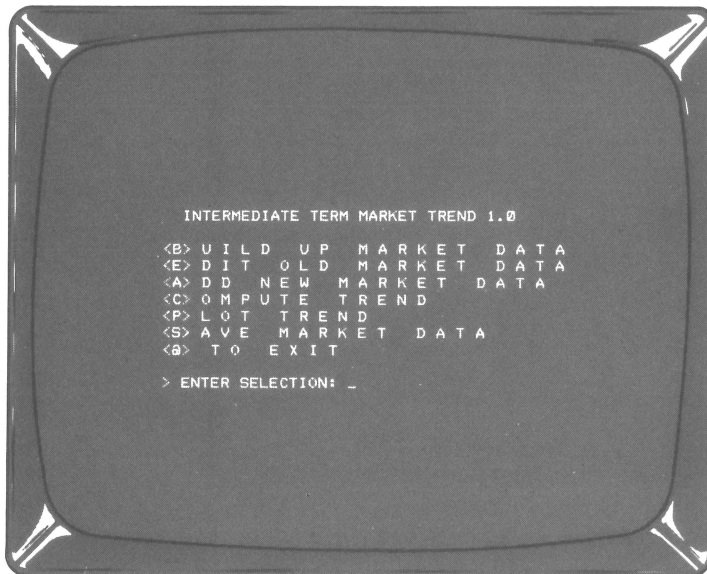 INTERMEDIATE TERM MARKET TREND 1.0
<B> U I L D   U P   M A R K E T   D A T A
<E> D I T   O L D   M A R K E T   D A T A
<A> D D   N E W   M A R K E T   D A T A
<C> O M P U T E   T R E N D
<P> L O T   T R E N D
<S> A V E   M A R K E T   D A T A
<@>   T O   E X I T
> ENTER SELECTION: _